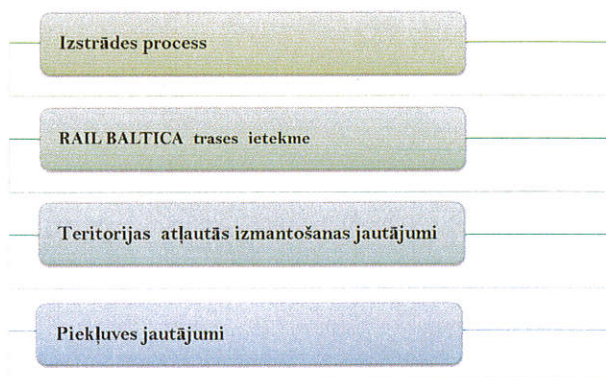 Izstrādes process
RAIL BALTICA trases ietekme
Teritorijas atļautās izmantošanas jautājumi
Piekļuves jautājumi